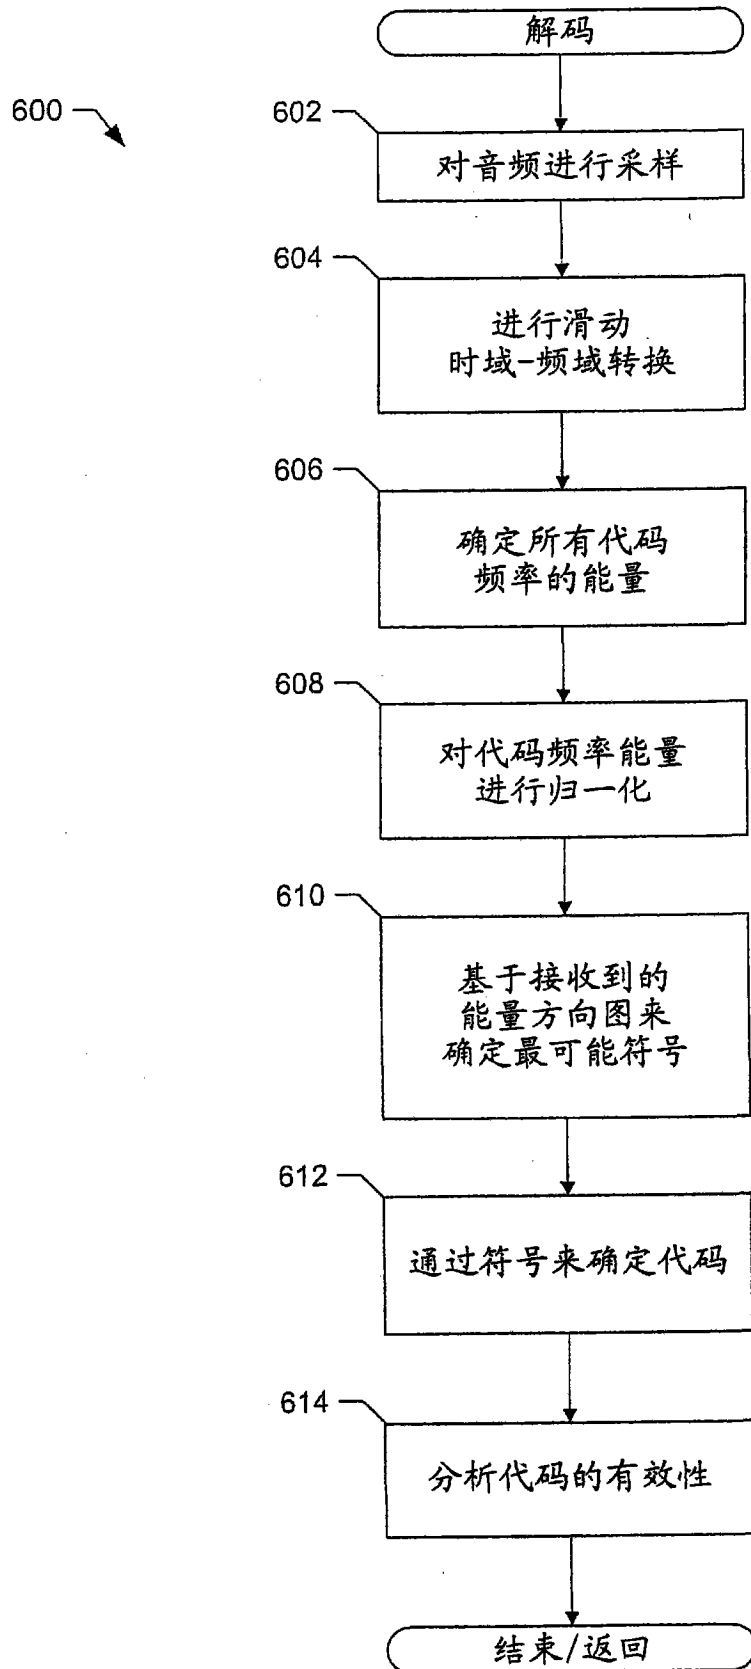 解码
600
602
对音频进行采样
604
进行滑动
时域-频域转换
606
确定所有代码
频率的能量
608
对代码频率能量
进行归一化
610
基于接收到的
能量方向图来
确定最可能符号
612
通过符号来确定代码
614
分析代码的有效性
结束/返回